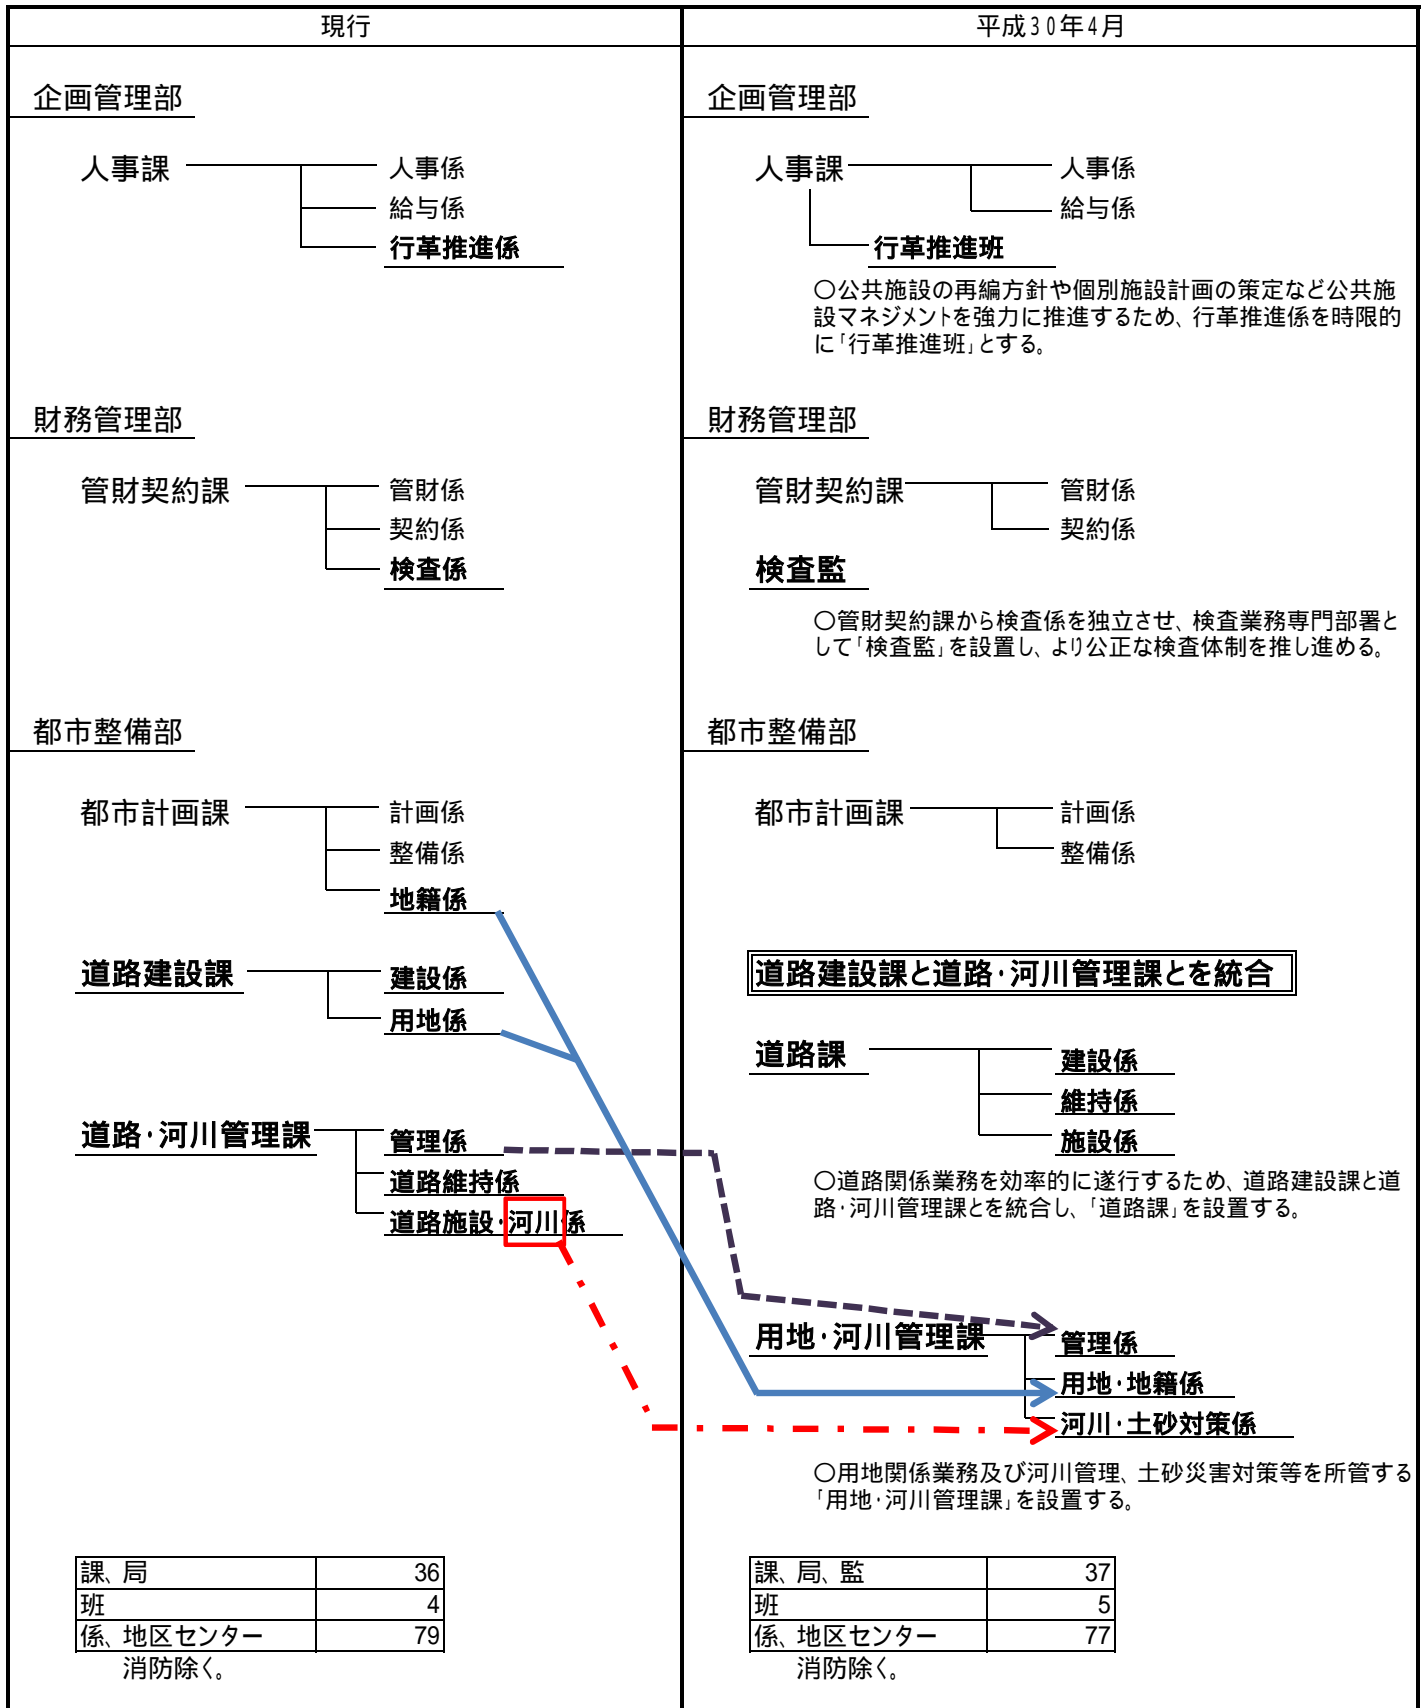 現行
企画管理部
人事課
人事係
給与係
行革推進係
財務管理部
管財契約課
管財係
契約係
検査係
都市整備部
都市計画課
計画係
整備係
地籍係
道路建設課
建設係
用地係
道路・河川管理課
管理係
道路維持係
道路施設・河川係
課、局 36
班 4
係、地区センター 79
消防除く。
平成30年4月
企画管理部
人事課
人事係
給与係
行革推進班
〇公共施設の再編方針や個別施設計画の策定など公共施
設マネジメントを強力に推進するため、行革推進係を時限的
に「行革推進班」とする。
財務管理部
管財契約課
管財係
契約係
検査監
〇管財契約課から検査係を独立させ、検査業務専門部署と
して「検査監」を設置し、より公正な検査体制を推し進める。
都市整備部
都市計画課
計画係
整備係
道路建設課と道路・河川管理課とを統合
道路課
建設係
維持係
施設係
〇道路関係業務を効率的に遂行するため、道路建設課と道
路・河川管理課とを統合し、「道路課」を設置する。
用地・河川管理課
管理係
用地・地籍係
河川・土砂対策係
〇用地関係業務及び河川管理、土砂災害対策等を所管する
「用地・河川管理課」を設置する。
課、局、監 37
班 5
係、地区センター 77
消防除く。